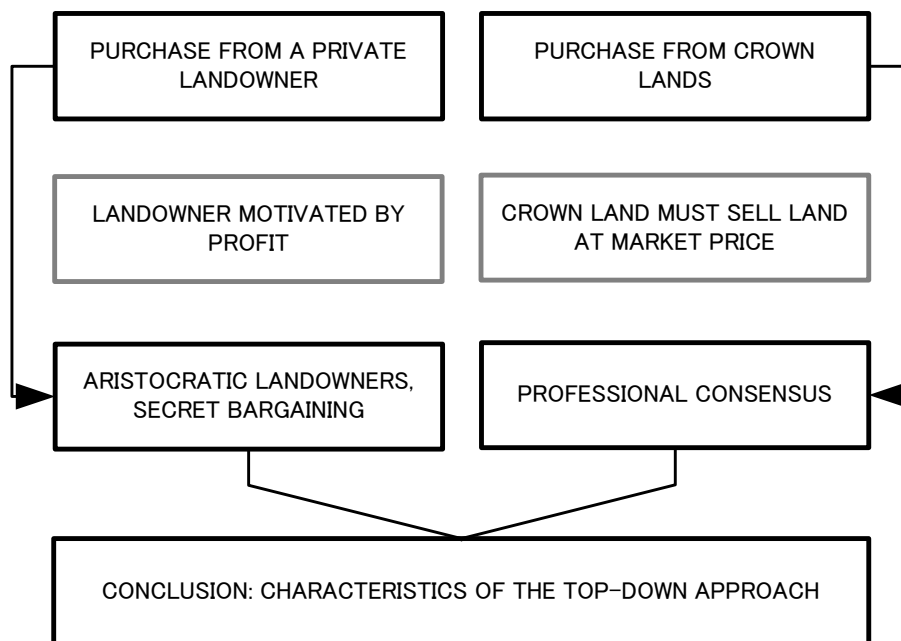 PURCHASE FROM A PRIVATE
LANDOWNER
PURCHASE FROM CROWN
LANDS
LANDOWNER MOTIVATED BY
PROFIT
CROWN LAND MUST SELL LAND
AT MARKET PRICE
ARISTOCRATIC LANDOWNERS,
SECRET BARGAINING
PROFESSIONAL CONSENSUS
CONCLUSION: CHARACTERISTICS OF THE TOP-DOWN APPROACH